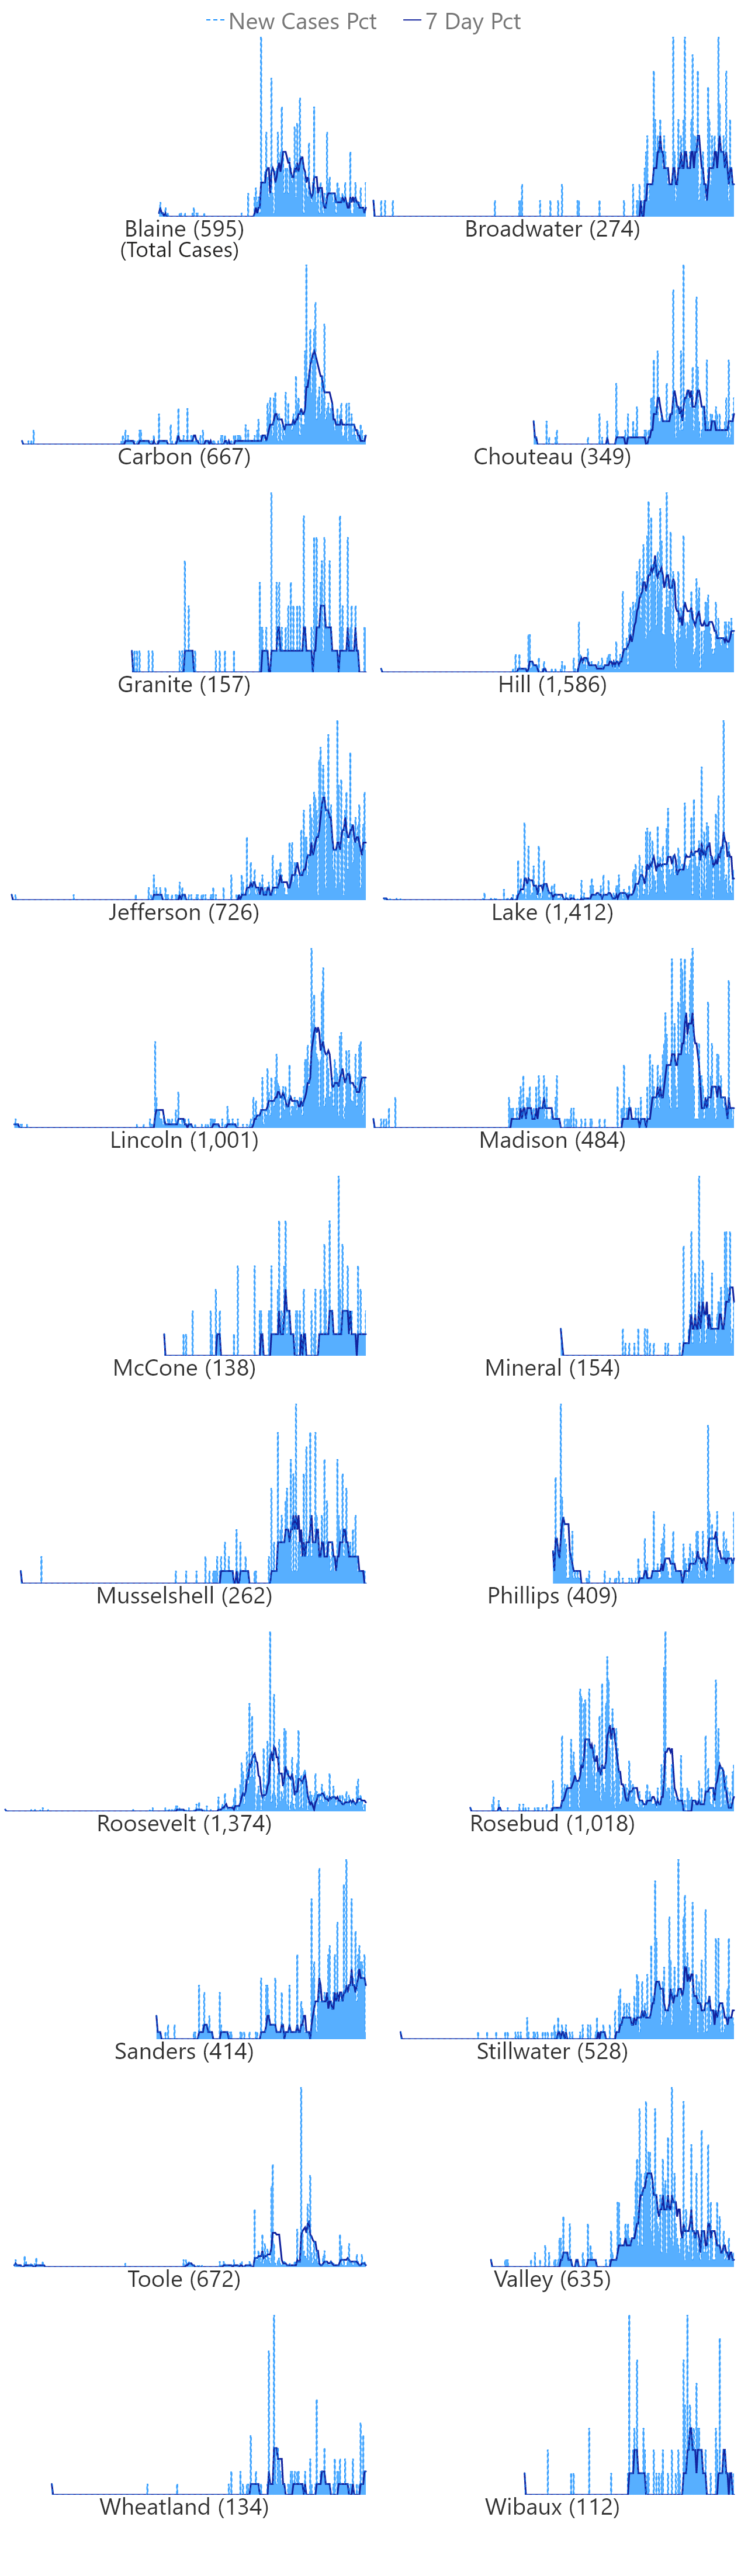 New Cases Pct 7 Day Pct
Blaine (595) Broadwater (274)
(Total Cases)
Carbon (667) Chouteau (349)
Granite (157) Hill (1,586)
Jefferson (726) Lake (1,412)
Lincoln (1,001) Madison (484)
McCone (138) Mineral (154)
Musselshell (262) Phillips (409)
Roosevelt (1,374) Rosebud (1,018)
Sanders (414) Stillwater (528)
Toole (672) Valley (635)
Wheatland (134) Wibaux (112)